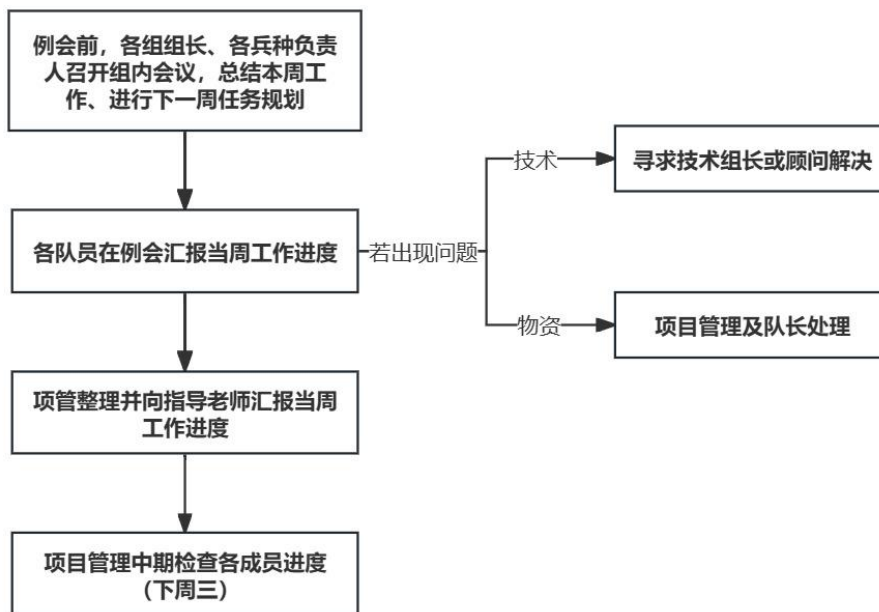 例会前，各组组长、各兵种负责
人召开组内会议，总结本周工
作、进行下一周任务规划
技术
寻求技术组长或顾问解决
各队员在例会汇报当周工作进度
若出现问题
物资
项目管理及队长处理
项管整理并向指导老师汇报当周
工作进度
项目管理中期检查各成员进度
（下周三）